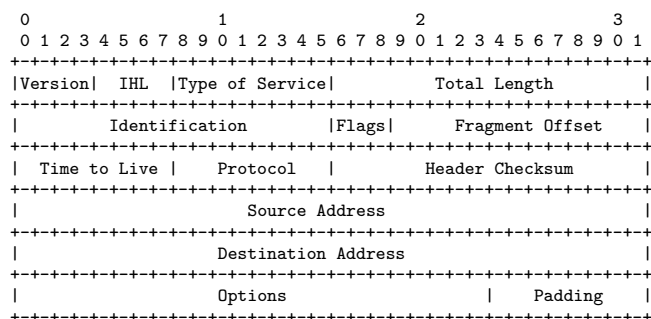 0 1 2 3
0 1 2 3 4 5 6 7 8 9 0 1 2 3 4 5 6 7 8 9 0 1 2 3 4 5 6 7 8 9 0 1
+-+-+-+-+-+-+-+-+-+-+-+-+-+-+-+-+-+-+-+-+-+-+-+-+-+-+-+-+-+-+-+-+
|Version| IHL |Type of Service| Total Length |
+-+-+-+-+-+-+-+-+-+-+-+-+-+-+-+-+-+-+-+-+-+-+-+-+-+-+-+-+-+-+-+-+
| Identification |Flags| Fragment Offset |
+-+-+-+-+-+-+-+-+-+-+-+-+-+-+-+-+-+-+-+-+-+-+-+-+-+-+-+-+-+-+-+-+
| Time to Live | Protocol | Header Checksum |
+-+-+-+-+-+-+-+-+-+-+-+-+-+-+-+-+-+-+-+-+-+-+-+-+-+-+-+-+-+-+-+-+
| Source Address |
+-+-+-+-+-+-+-+-+-+-+-+-+-+-+-+-+-+-+-+-+-+-+-+-+-+-+-+-+-+-+-+-+
| Destination Address |
+-+-+-+-+-+-+-+-+-+-+-+-+-+-+-+-+-+-+-+-+-+-+-+-+-+-+-+-+-+-+-+-+
| Options | Padding |
+-+-+-+-+-+-+-+-+-+-+-+-+-+-+-+-+-+-+-+-+-+-+-+-+-+-+-+-+-+-+-+-+